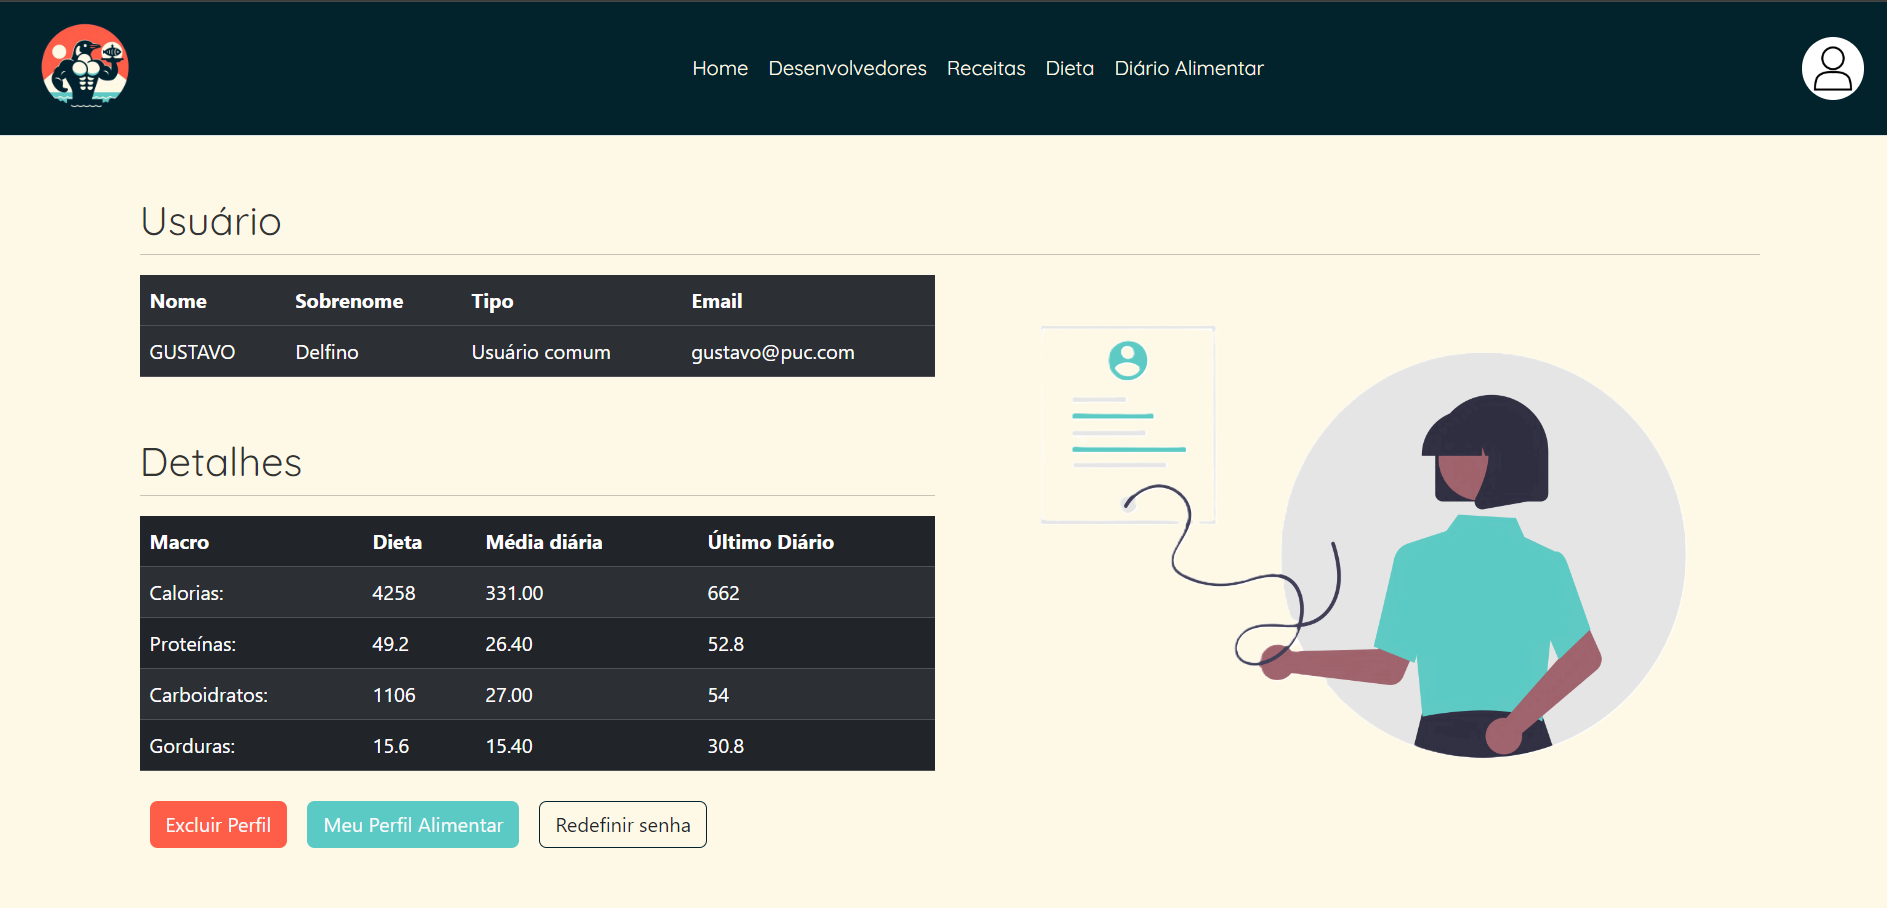 Home Desenvolvedores Receitas Dieta Diário Alimentar
Usuário
Nome Sobrenome Tipo Email
GUSTAVO Delfino Usuário comum gustavo@puc.com
Detalhes
Macro Dieta Média diária Último Diário
Calorias: 4258 331.00 662
Proteínas: 49.2 26.40 52.8
Carboidratos: 1106 27.00 54
Gorduras: 15.6 15.40 30.8
Excluir Perfil Meu Perfil Alimentar Redefinir senha